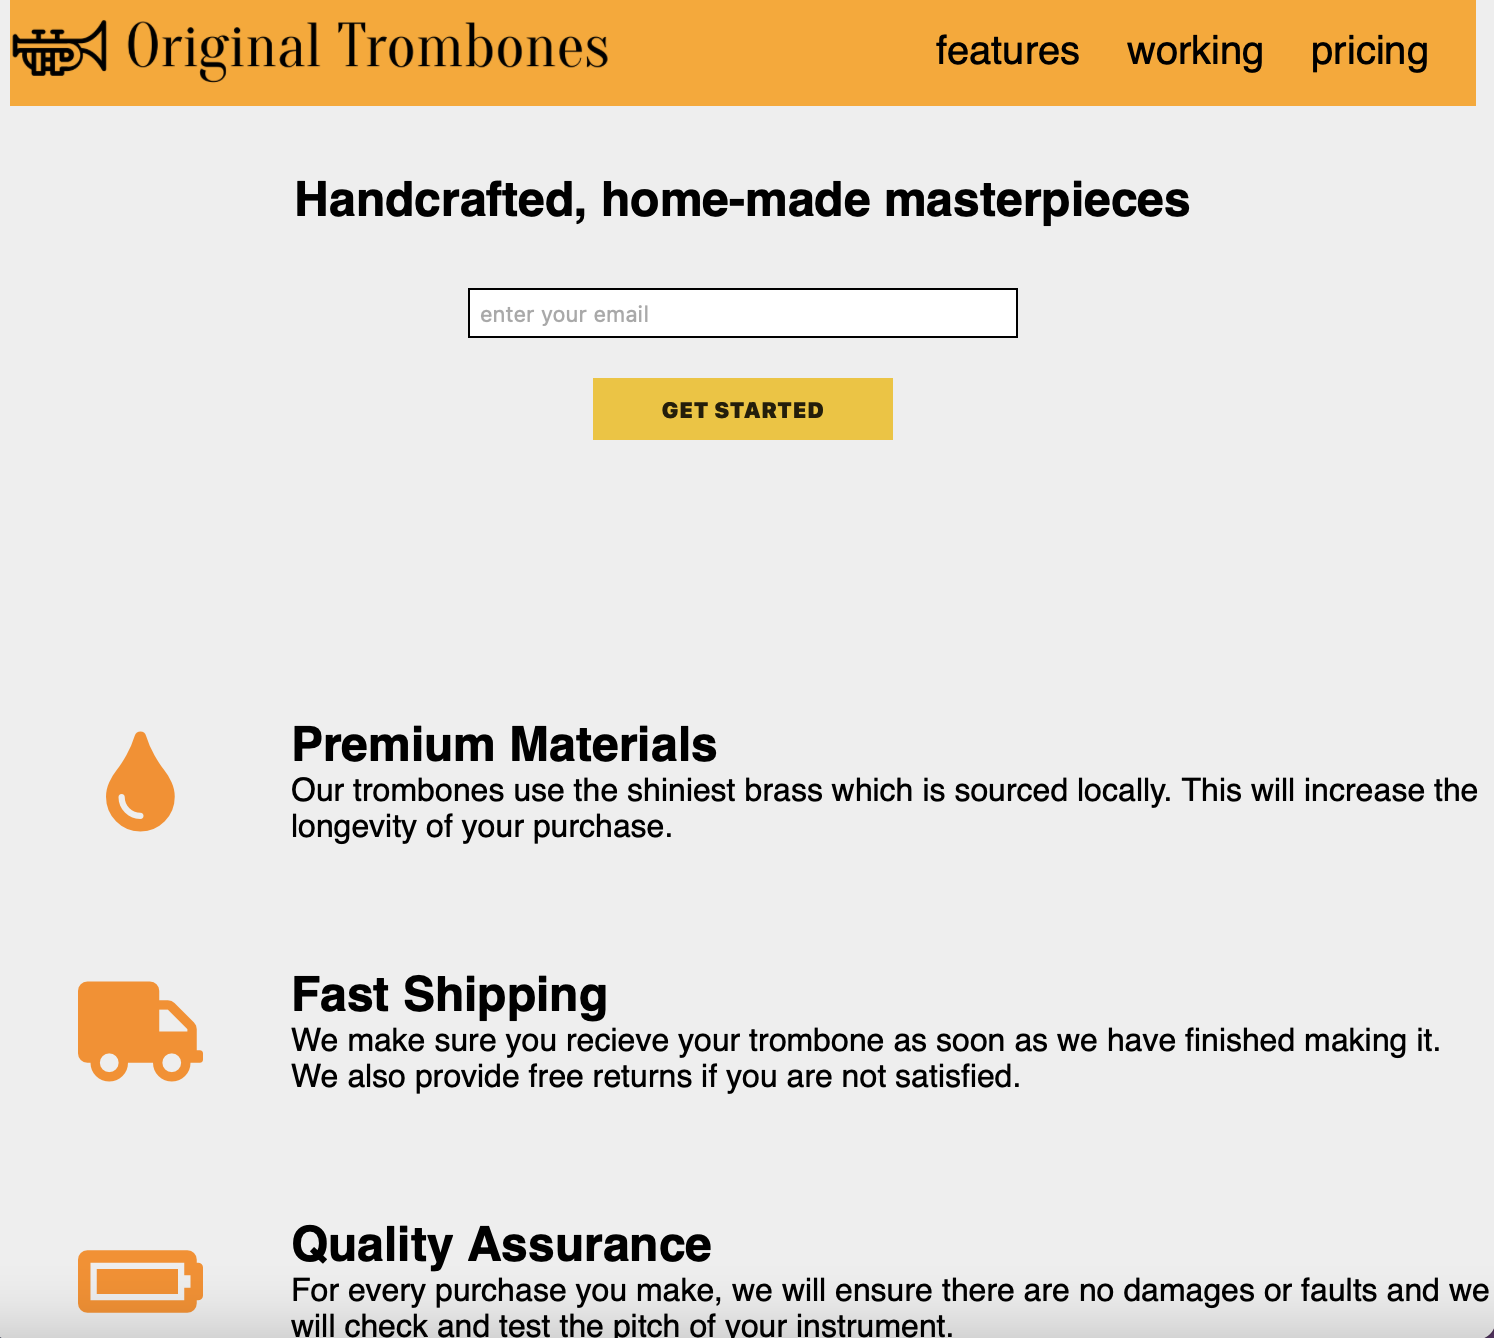 Original Trombones
features working pricing
Handcrafted, home-made masterpieces
enter your email
GET STARTED
Premium Materials
Our trombones use the shiniest brass which is sourced locally. This will increase the
longevity of your purchase.
Fast Shipping
We make sure you recieve your trombone as soon as we have finished making it.
We also provide free returns if you are not satisfied.
Quality Assurance
For every purchase you make, we will ensure there are no damages or faults and we
will check and test the pitch of your instrument.